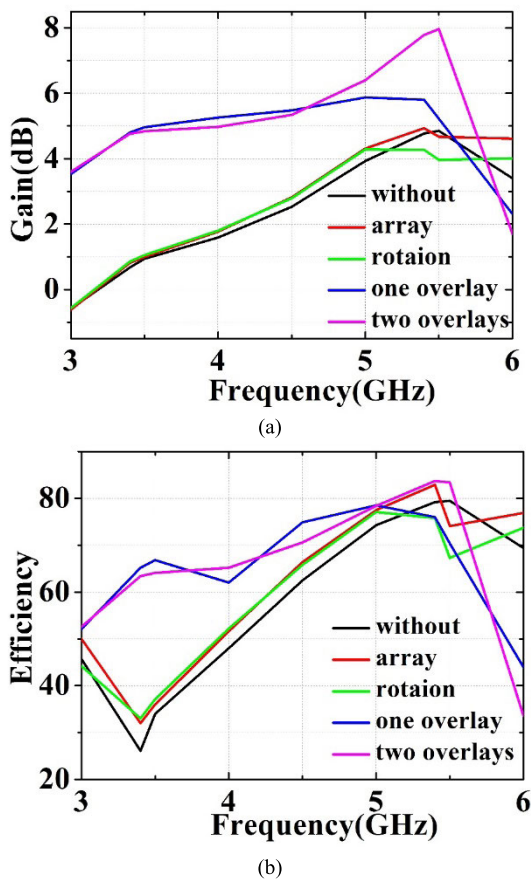 8
6
4
2
0
Gain(dB)
without
array
rotaion
one overlay
two overlays
3 4 5 6
Frequency(GHz)
(a)
80
60
40
20
Efficiency
without
array
rotaion
one overlay
two overlays
3 4 5 6
Frequency(GHz)
(b)